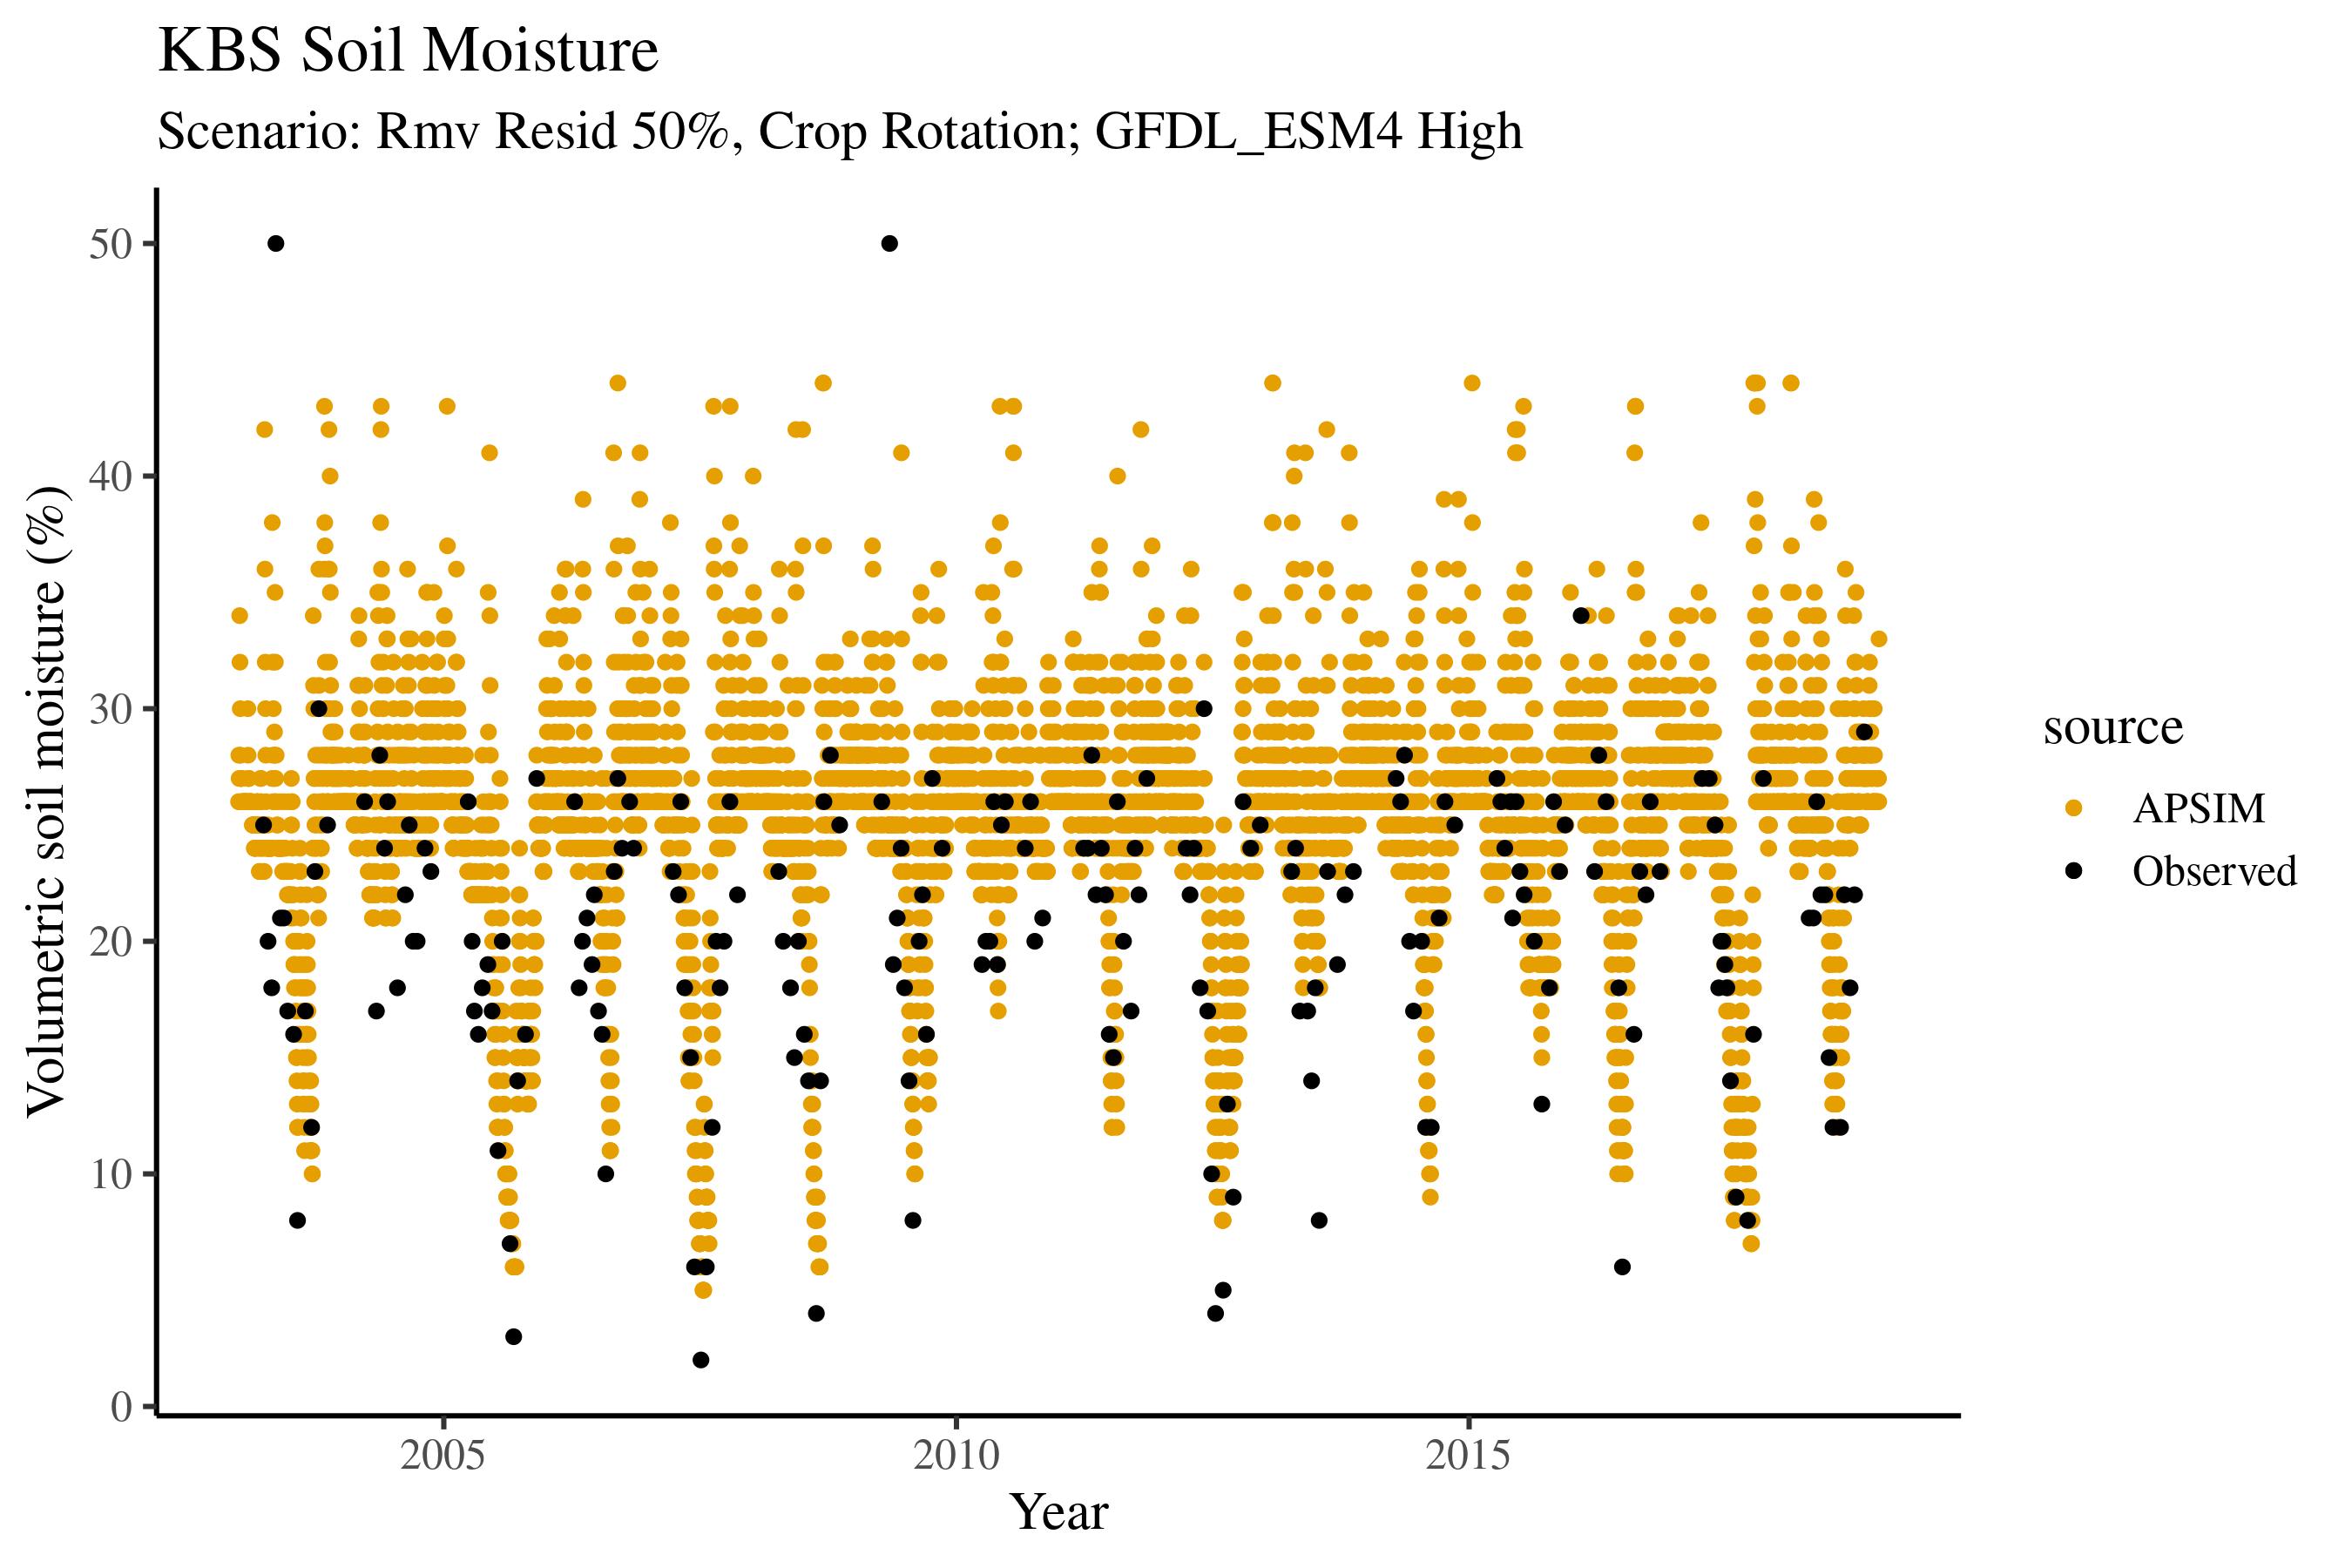 KBS Soil Moisture
Scenario: Rmv Resid 50%, Crop Rotation; GFDL_ESM4 High
Volumetric soil moisture (%)
50
40
30
20
10
0
2005 2010 2015
Year
source
APSIM
Observed